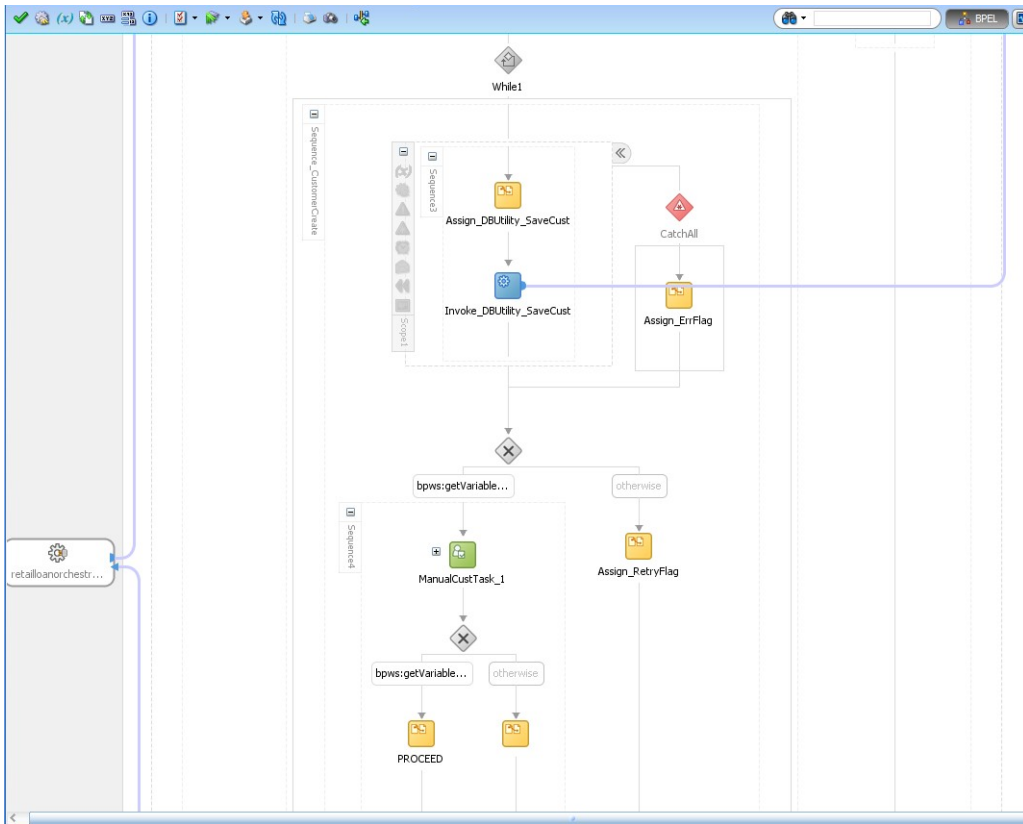 (x)
XYZ
BPEL
While1
Sequence_CustomerCreate
Sequence3
Assign_DBUtility_SaveCust
CatchAll
Invoke_DBUtility_SaveCust
Assign_ErrFlag
Scope1
bpws:getVariable...
otherwise
Sequence4
ManualCustTask_1
Assign_RetryFlag
retailloanorchestr...
bpws:getVariable...
otherwise
PROCEED